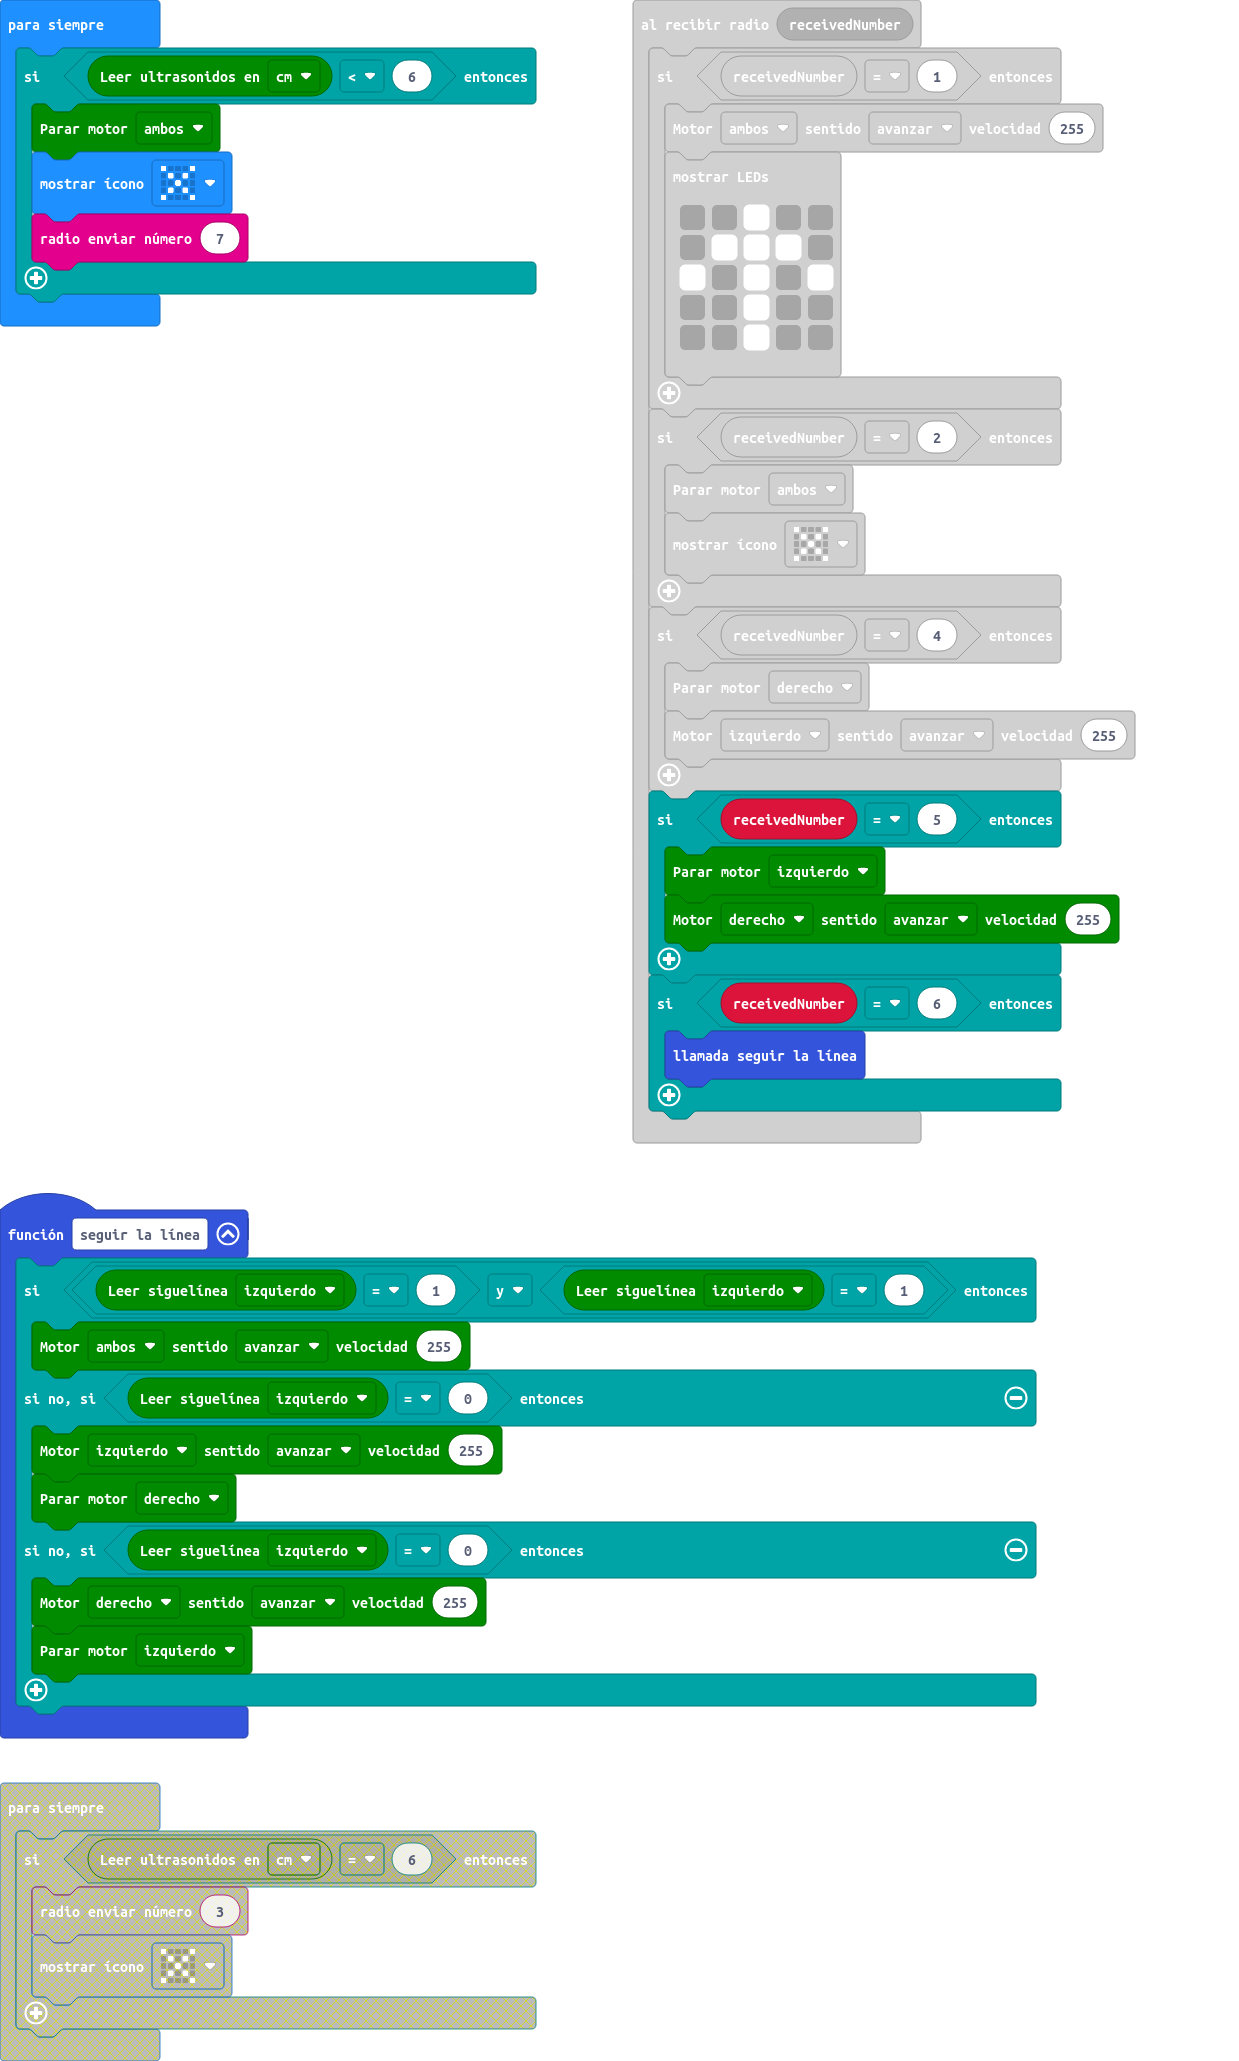 para siempre
si Leer ultrasonidos en cm < 6 entonces
Parar motor ambos
mostrar ícono
radio enviar número 7
al recibir radio receivedNumber
si receivedNumber = 1 entonces
Motor ambos sentido avanzar velocidad 255
mostrar LEDs
si receivedNumber = 2 entonces
Parar motor ambos
mostrar ícono
si receivedNumber = 4 entonces
Parar motor derecho
Motor izquierdo sentido avanzar velocidad 255
si receivedNumber = 5 entonces
Parar motor izquierdo
Motor derecho sentido avanzar velocidad 255
si receivedNumber = 6 entonces
llamada seguir la línea
función seguir la línea
si Leer siguelínea izquierdo = 1 y Leer siguelínea izquierdo = 1 entonces
Motor ambos sentido avanzar velocidad 255
si no, si Leer siguelínea izquierdo = 0 entonces
Motor izquierdo sentido avanzar velocidad 255
Parar motor derecho
si no, si Leer siguelínea izquierdo = 0 entonces
Motor derecho sentido avanzar velocidad 255
Parar motor izquierdo
para siempre
si Leer ultrasonidos en cm = 6 entonces
radio enviar número 3
mostrar ícono